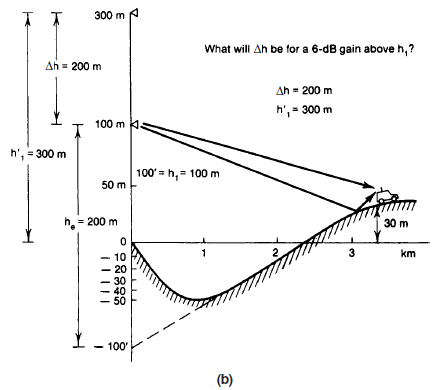 300 m
What will Δh be for a 6-dB gain above h₁?
Δh = 200 m
Δh = 200 m
h'₁ = 300 m
100 m
h'₁ = 300 m
100' = h₁ = 100 m
50 m
hₑ = 200 m
30 m
0
1
2
3
km
– 10
– 20
– 30
– 40
– 50
– 100'
(b)